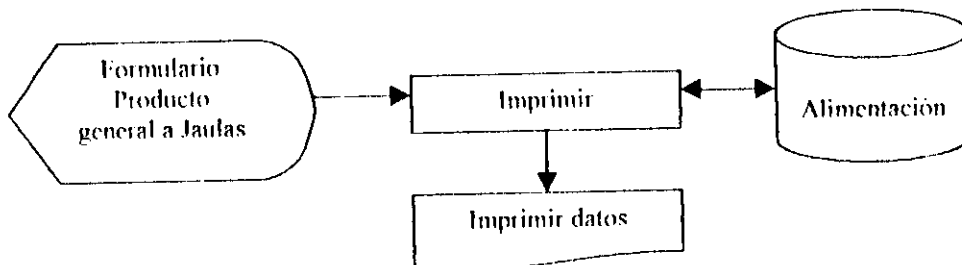 Formulario
Producto
general a Jaulas
Imprimir
Alimentación
Imprimir datos